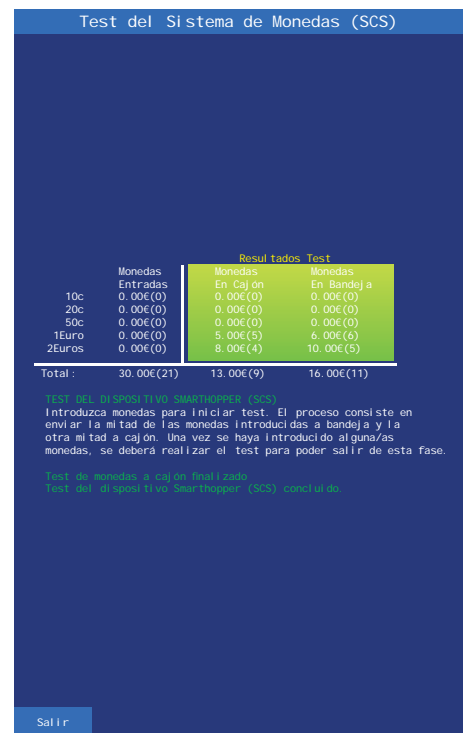 Test del Sistema de Monedas (SCS)
Resultados Test
Monedas Monedas Monedas
Entradas En Cajón En Bandeja
10c 0.00€(0) 0.00€(0) 0.00€(0)
20c 0.00€(0) 0.00€(0) 0.00€(0)
50c 0.00€(0) 0.00€(0) 0.00€(0)
1Euro 0.00€(0) 5.00€(5) 6.00€(6)
2Euros 0.00€(0) 8.00€(4) 10.00€(5)
Total: 30.00€(21) 13.00€(9) 16.00€(11)
TEST DEL DISPOSITIVO SMARTHOPPER (SCS)
Introduzca monedas para iniciar test. El proceso consiste en
enviar la mitad de las monedas introducidas a bandeja y la
otra mitad a cajón. Una vez se haya introducido alguna/as
monedas, se deberá realizar el test para poder salir de esta fase.
Test de monedas a cajón finalizado
Test del dispositivo Smarthopper (SCS) concluido.
Salir